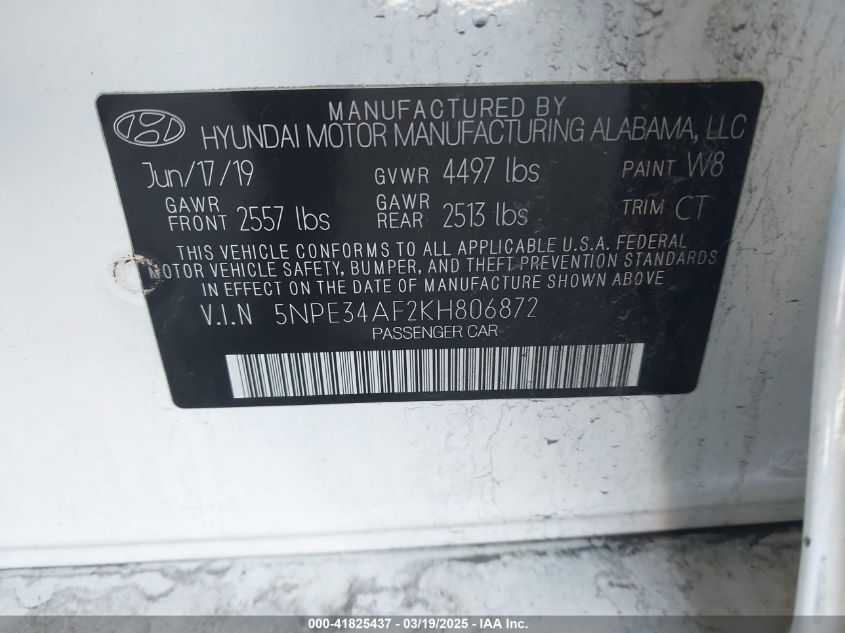 MANUFACTURED BY
HYUNDAI MOTOR MANUFACTURING ALABAMA, LLC
Jun/17/19 GVWR 4497 lbs PAINT W8
GAWR FRONT 2557 lbs GAWR REAR 2513 lbs TRIM CT
THIS VEHICLE CONFORMS TO ALL APPLICABLE U.S.A. FEDERAL
MOTOR VEHICLE SAFETY, BUMPER, AND THEFT PREVENTION STANDARDS
IN EFFECT ON THE DATE OF MANUFACTURE SHOWN ABOVE
V.I.N 5NPE34AF2KH806872
PASSENGER CAR
000-41825437 - 03/19/2025 - IAA Inc.